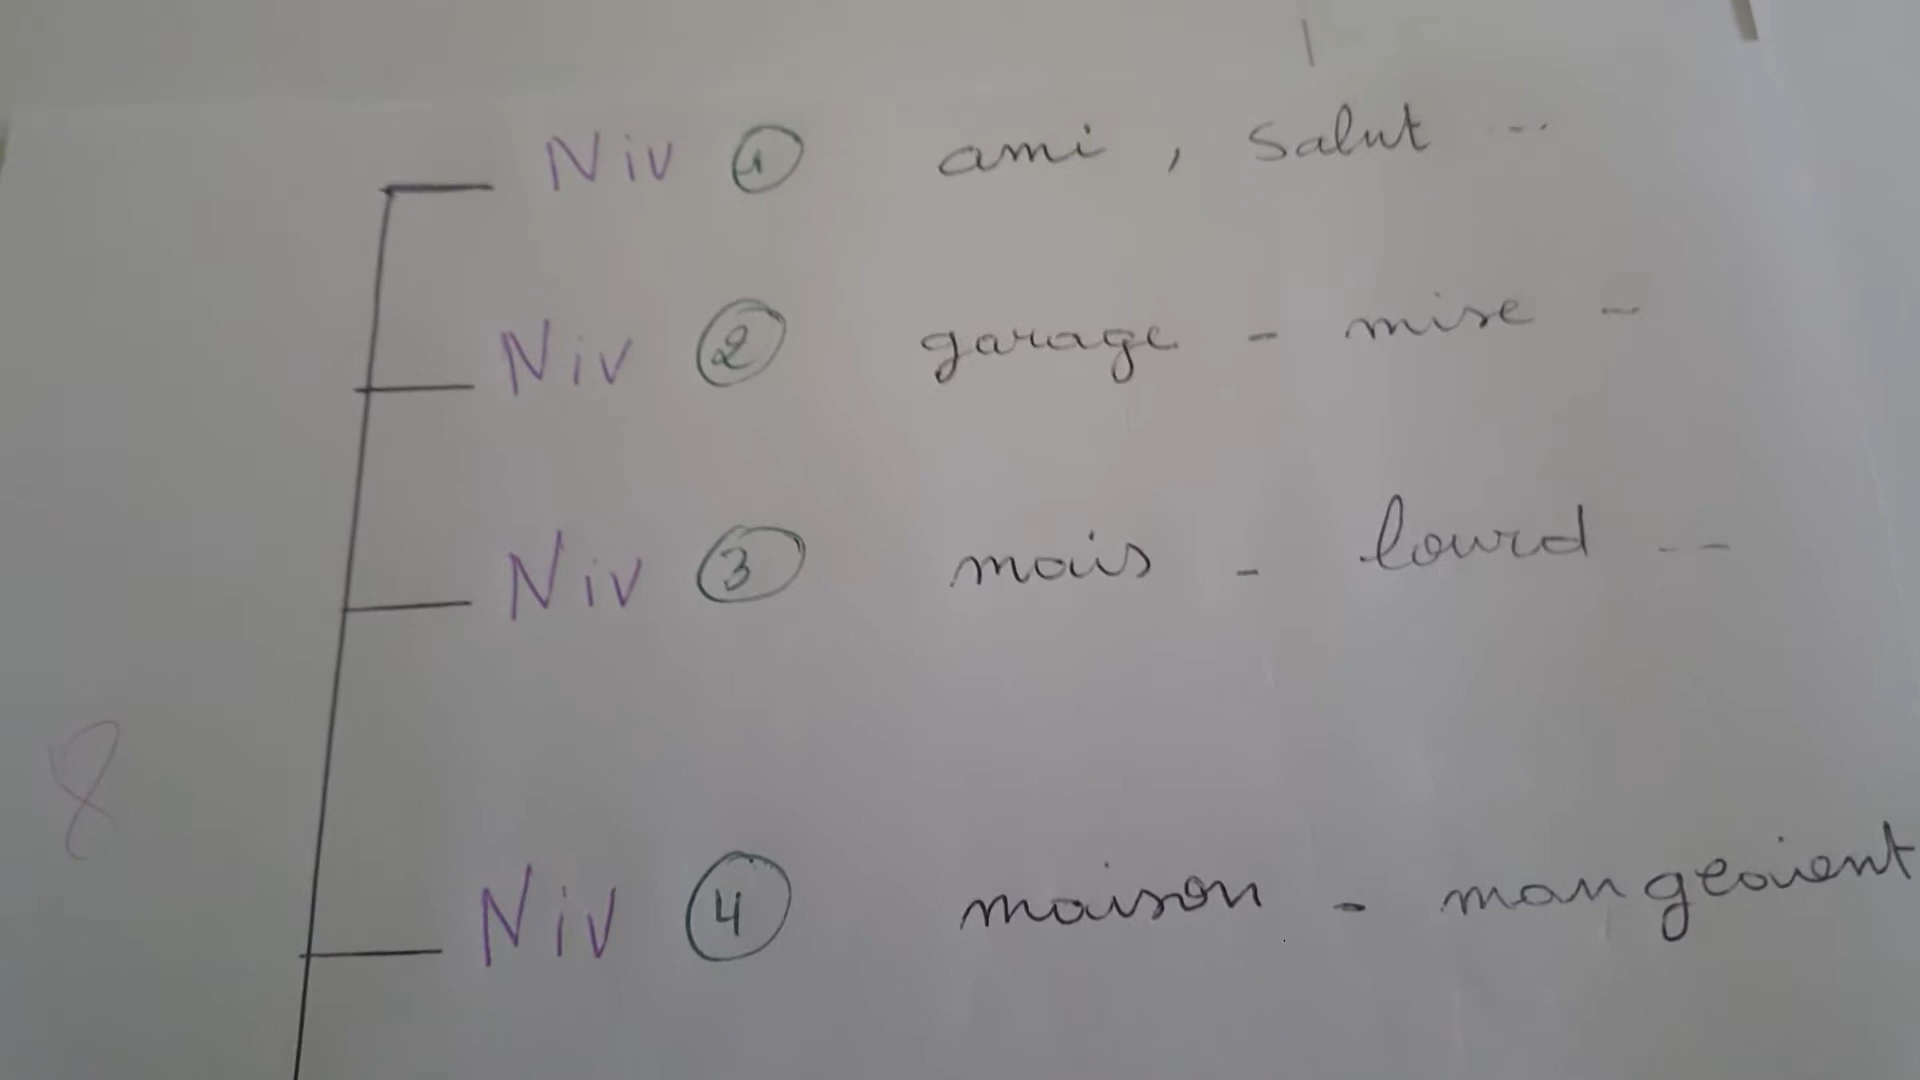 Niv ① ami, salut ...
Niv ② garage - mise -
Niv ③ mais - lourd --
Niv ④ maison - mangeaient
8